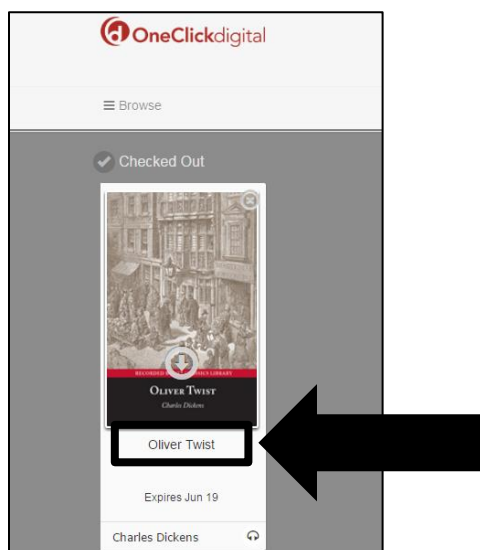 OneClickdigital
≡ Browse
Checked Out
OLIVER TWIST
Charles Dickens
Oliver Twist
Expires Jun 19
Charles Dickens